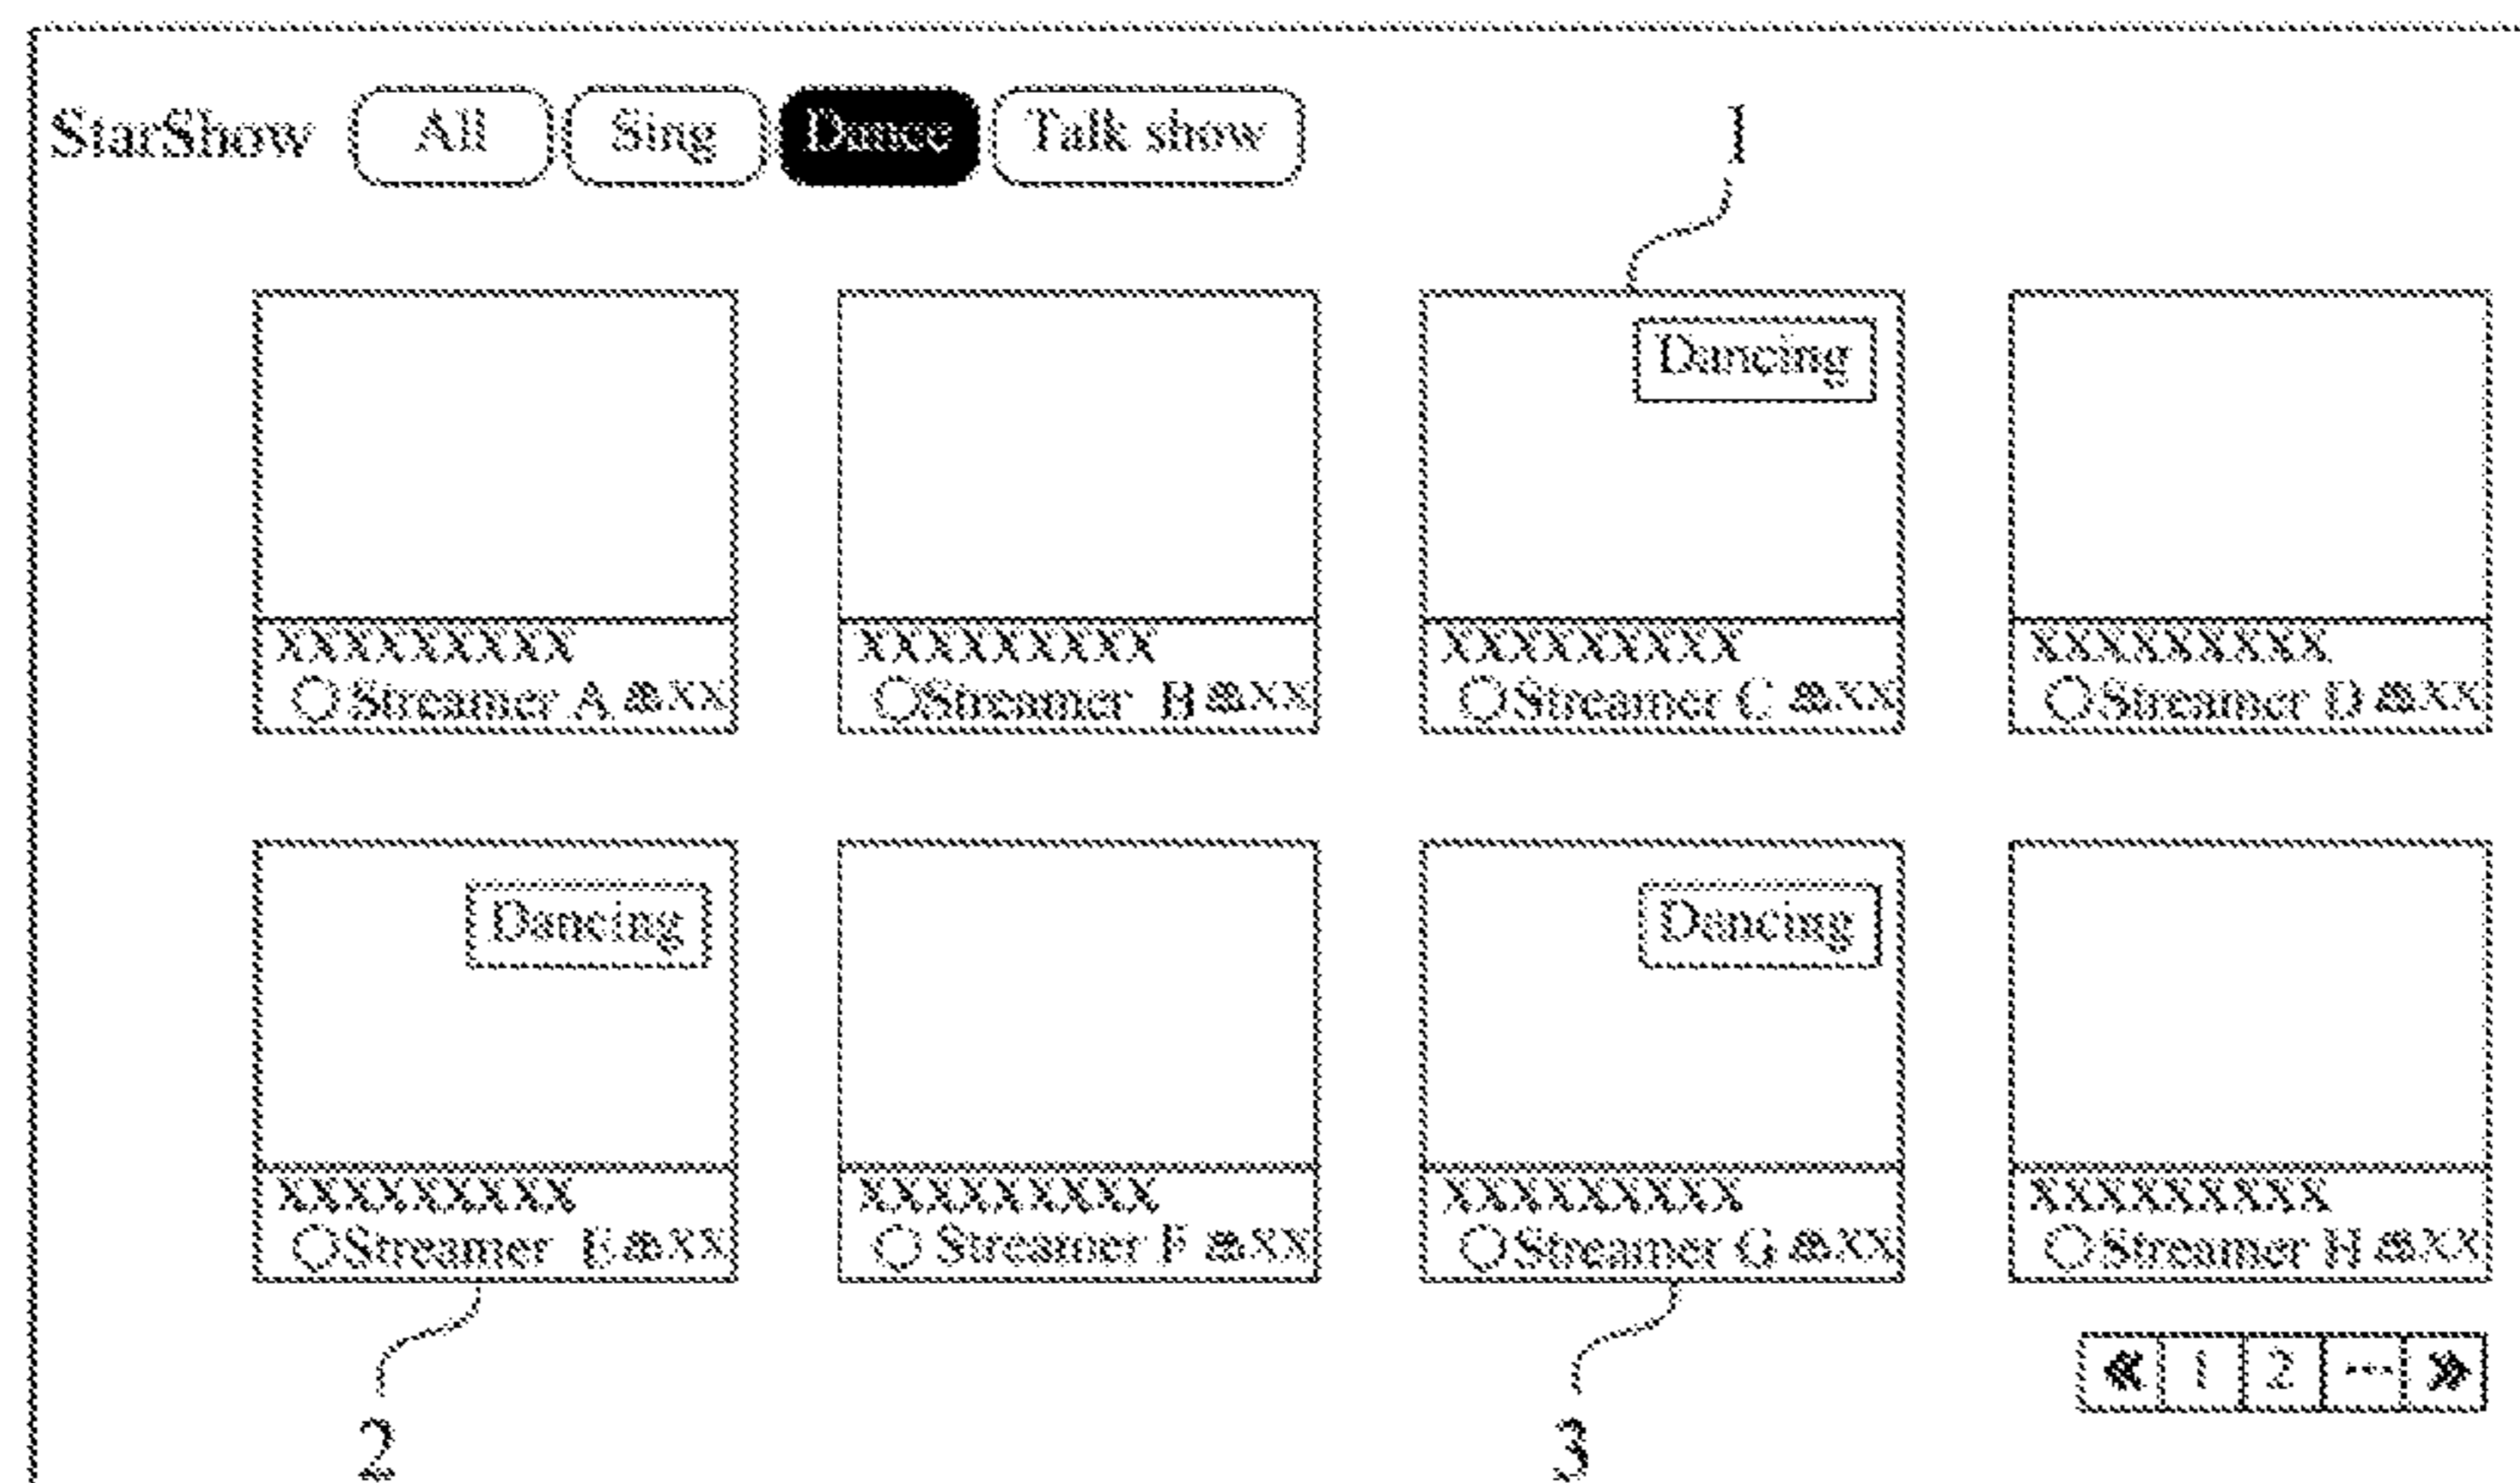 StarShow All Sing Dance Talk show
1
Dancing
XXXXXXXXX XXXXXXXXX XXXXXXXXX XXXXXXXXX
Streamer A XX Streamer B XX Streamer C XX Streamer D XX
Dancing Dancing
XXXXXXXXX XXXXXXXXX XXXXXXXXX XXXXXXXXX
Streamer E XX Streamer F XX Streamer G XX Streamer H XX
« 1 2 ... »
2 3